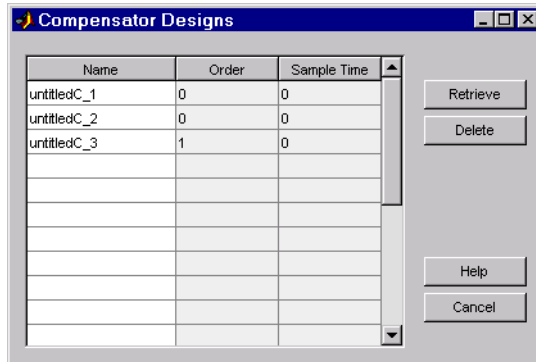 Compensator Designs
Name Order Sample Time
untitledC_1 0 0
untitledC_2 0 0
untitledC_3 1 0
Retrieve
Delete
Help
Cancel